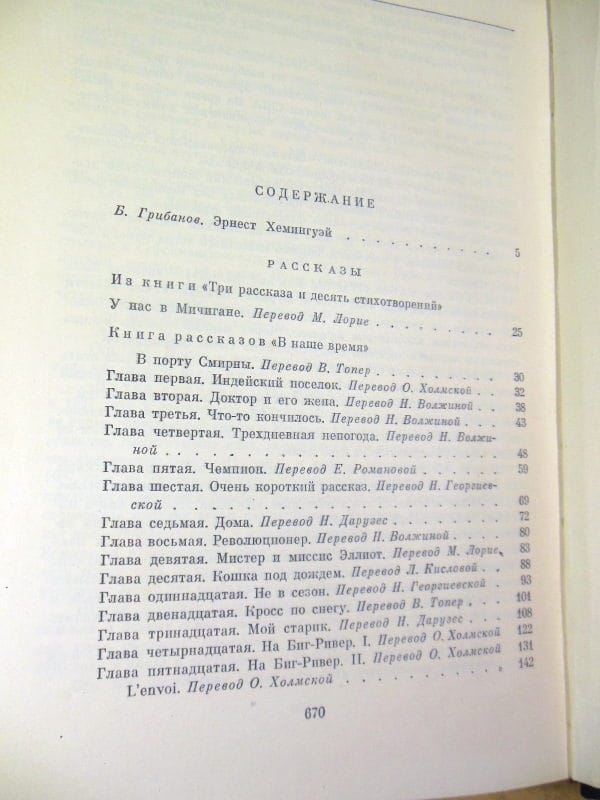 СОДЕРЖАНИЕ
Б. Грибанов. Эрнест Хемингуэй . . . . . . . . . . . 5
РАССКАЗЫ
Из книги «Три рассказа и десять стихотворений»
У нас в Мичигане. Перевод М. Лорие . . . . . . . . . 25
Книга рассказов «В наше время»
В порту Смирны. Перевод В. Топер . . . . . . . . . 30
Глава первая. Индейский поселок. Перевод О. Холмской . . 32
Глава вторая. Доктор и его жена. Перевод Н. Волжиной . . 38
Глава третья. Что-то кончилось. Перевод Н. Волжиной . . . 43
Глава четвертая. Трехдневная непогода. Перевод Н. Волжи-
ной . . . . . . . . . . . . . . . . . . . 48
Глава пятая. Чемпион. Перевод Е. Романовой . . . . . . 59
Глава шестая. Очень короткий рассказ. Перевод Н. Георгиев-
ской . . . . . . . . . . . . . . . . . . . 69
Глава седьмая. Дома. Перевод Н. Дарузес . . . . . . . 72
Глава восьмая. Революционер. Перевод Н. Волжиной . . . . 80
Глава девятая. Мистер и миссис Эллиот. Перевод М. Лорие. 83
Глава десятая. Кошка под дождем. Перевод Л. Кисловой . . 88
Глава одиннадцатая. Не в сезон. Перевод Н. Георгиевской . . 93
Глава двенадцатая. Кросс по снегу. Перевод В. Топер . . . 101
Глава тринадцатая. Мой старик. Перевод Н. Дарузес . . . 108
Глава четырнадцатая. На Биг-Ривер. I. Перевод О. Холмской 122
Глава пятнадцатая. На Биг-Ривер. II. Перевод О. Холмской 131
L'envoi. Перевод О. Холмской . . . . . . . . . . . 142
670